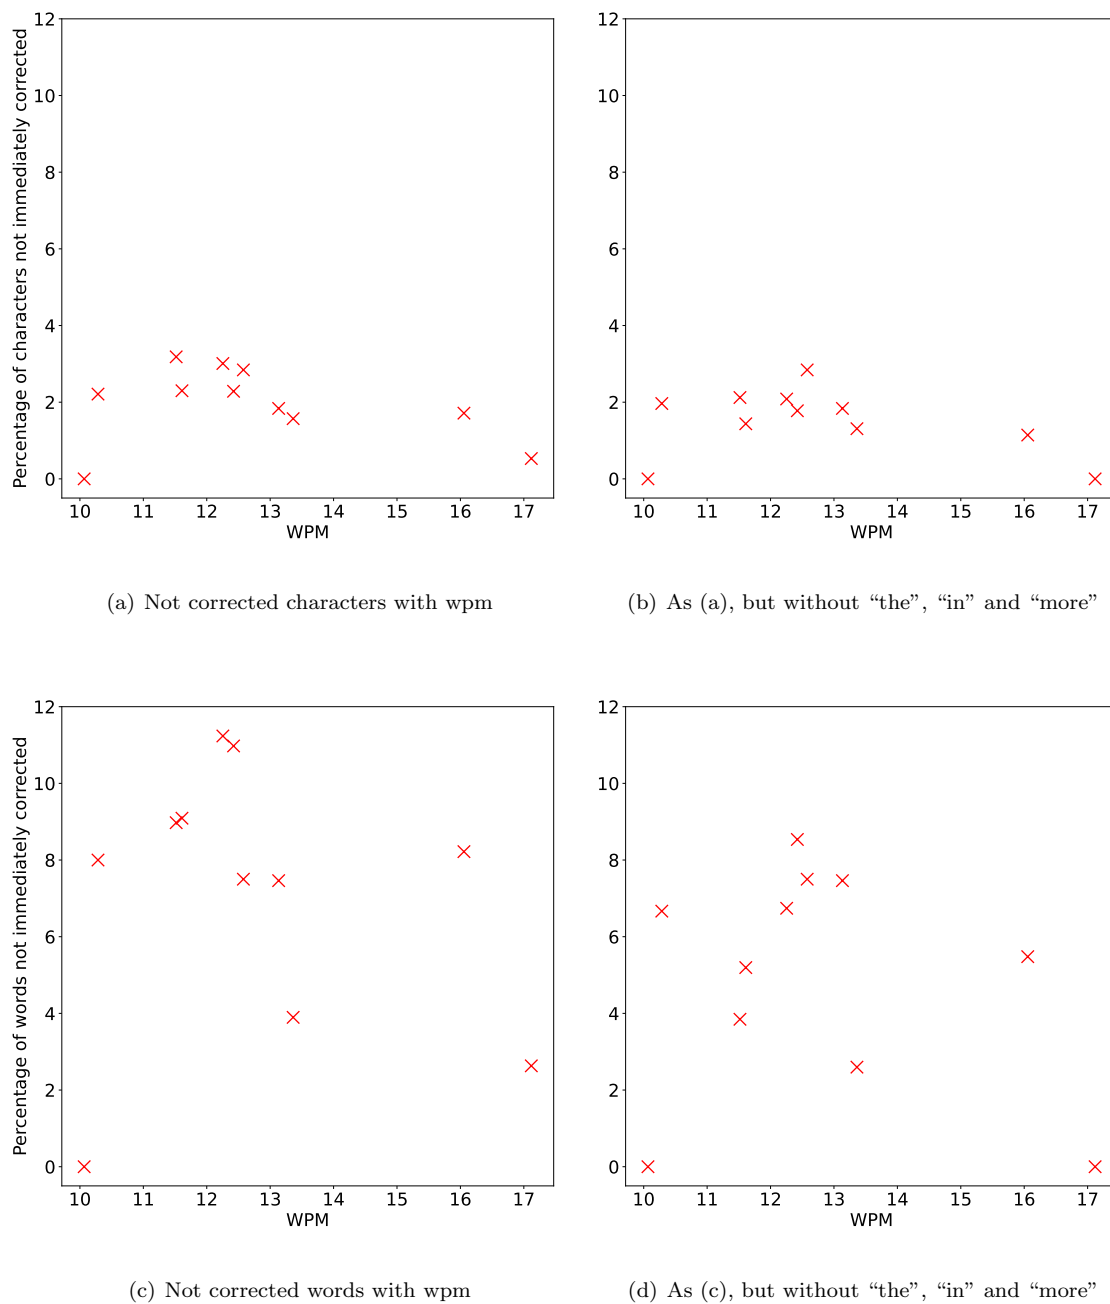 12
10
8
6
4
2
0
Percentage of characters not immediately corrected
10 11 12 13 14 15 16 17
WPM
12
10
8
6
4
2
0
10 11 12 13 14 15 16 17
WPM
(a) Not corrected characters with wpm
(b) As (a), but without “the”, “in” and “more”
12
10
8
6
4
2
0
Percentage of words not immediately corrected
10 11 12 13 14 15 16 17
WPM
12
10
8
6
4
2
0
10 11 12 13 14 15 16 17
WPM
(c) Not corrected words with wpm
(d) As (c), but without “the”, “in” and “more”